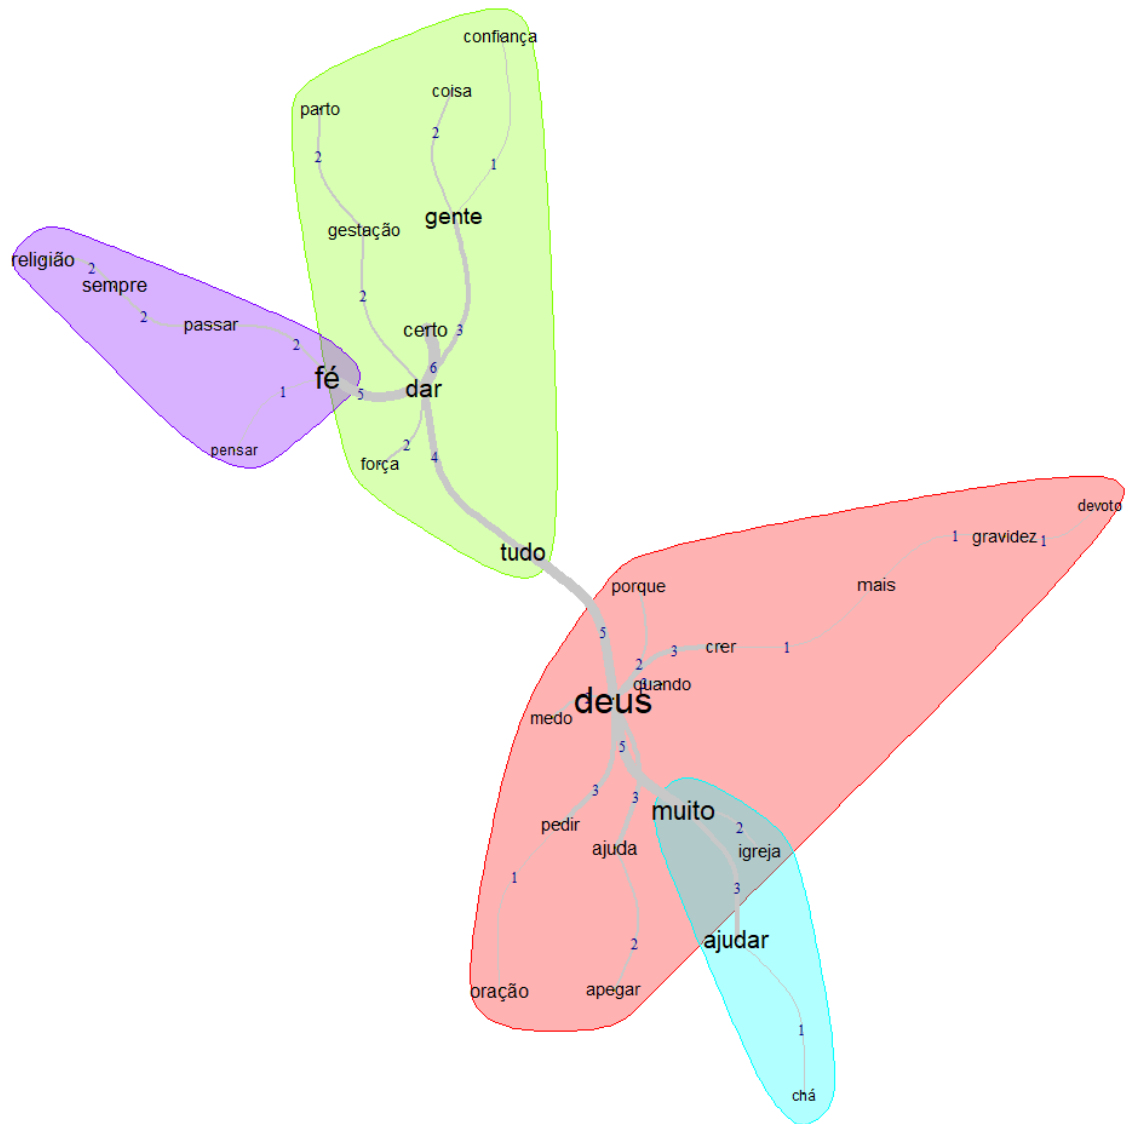 confiança
coisa
parto
2
2
1
gente
gestação
religião
2
sempre
2
2
passar
certo
3
2
6
fé
dar
5
1
2
pensar
força
4
devoto
1
gravidez
1
tudo
porque
mais
5
crer
3
1
2
quando
deus
medo
5
3
3
muito
pedir
2
ajuda
igreja
1
3
ajudar
2
oração
apegar
1
chá